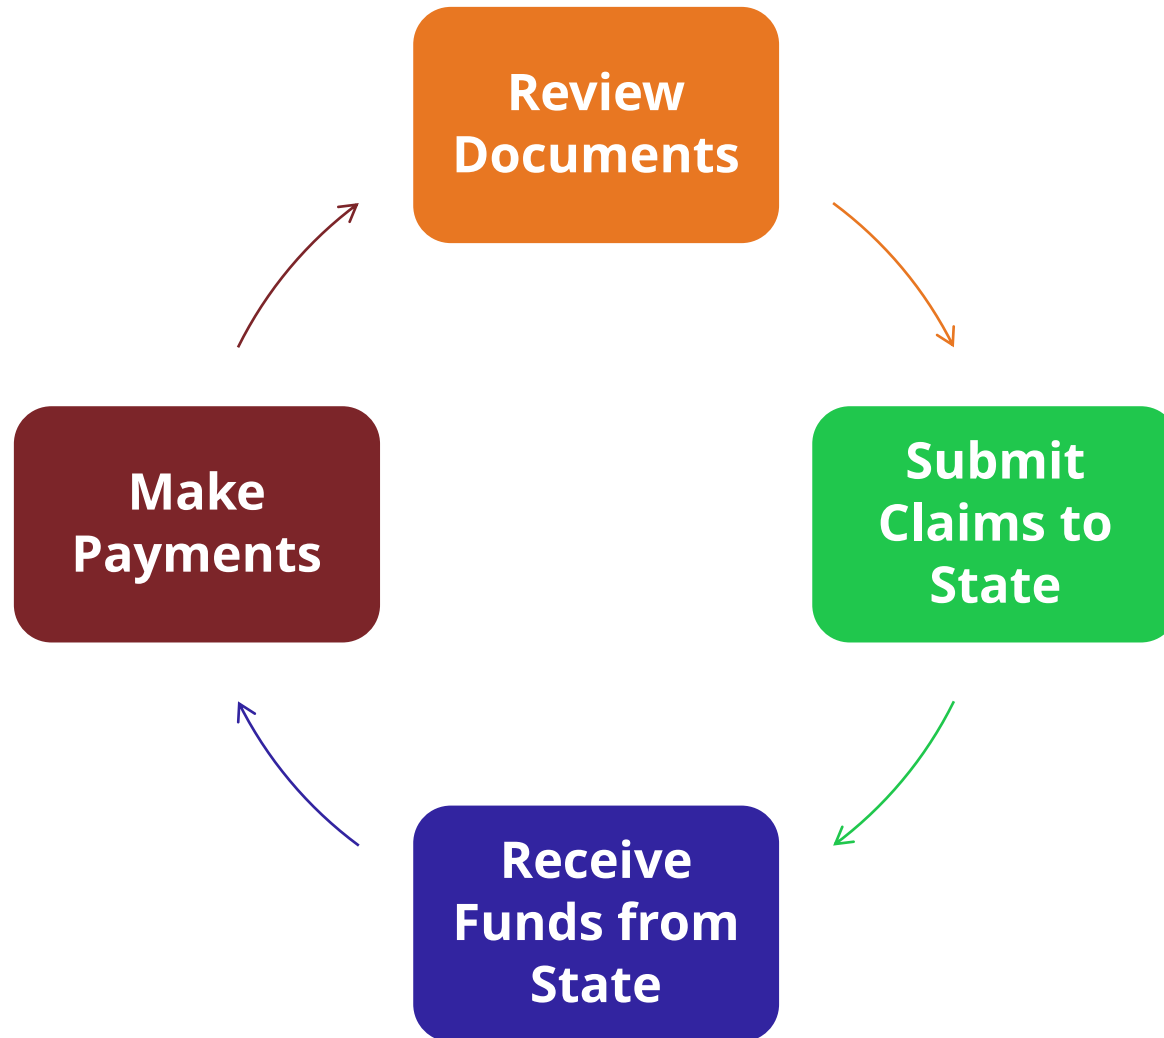 Review
Documents
Submit
Claims to
State
Receive
Funds from
State
Make
Payments